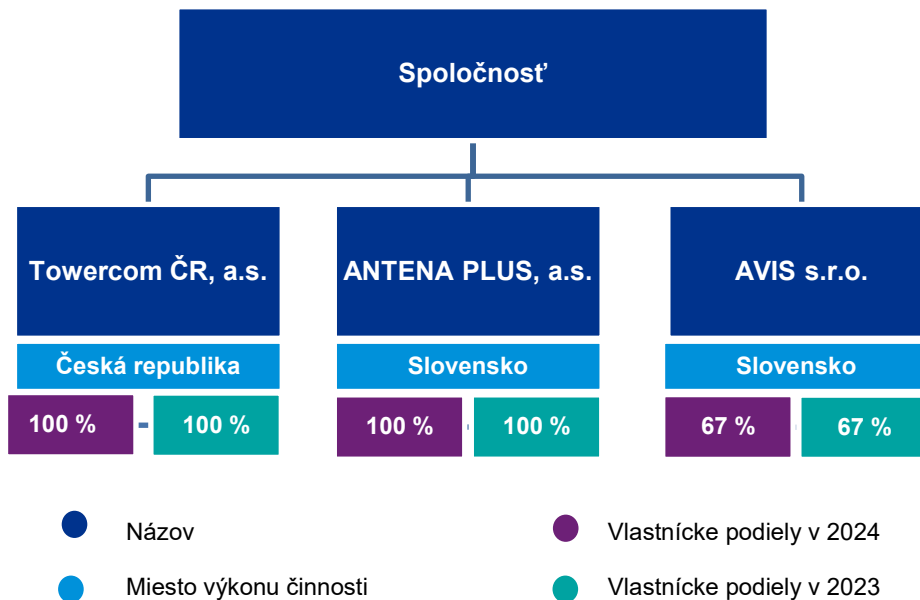 Spoločnosť
Towercom ČR, a.s.
ANTENA PLUS, a.s.
AVIS s.r.o.
Česká republika
Slovensko
Slovensko
100 % - 100 %
100 % - 100 %
67 % - 67 %
Názov
Vlastnícke podiely v 2024
Miesto výkonu činnosti
Vlastnícke podiely v 2023